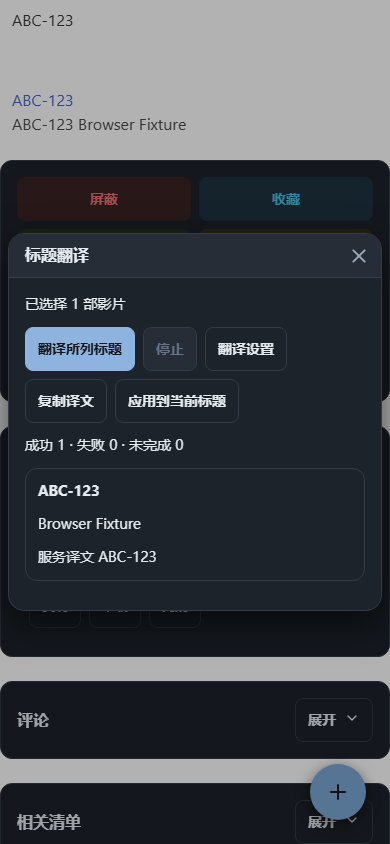 ABC-123
ABC-123
ABC-123 Browser Fixture
屏蔽
收藏
标题翻译
已选择 1 部影片
翻译所列标题
停止
翻译设置
复制译文
应用到当前标题
成功 1 · 失败 0 · 未完成 0
ABC-123
Browser Fixture
服务译文 ABC-123
评论
展开
相关清单
展开